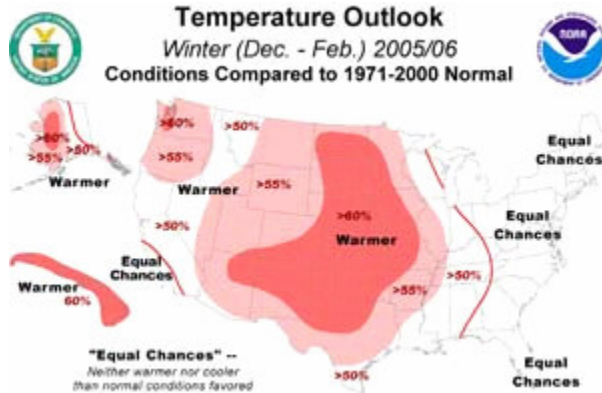 Temperature Outlook
Winter (Dec. - Feb.) 2005/06
Conditions Compared to 1971-2000 Normal
NOAA
>60%
>55%
>50%
Warmer
>60%
>55%
>50%
Warmer
>55%
>50%
Equal
Chances
>60%
Warmer
>55%
>50%
>50%
Equal
Chances
Equal
Chances
Equal
Chances
Warmer
60%
"Equal Chances" --
Neither warmer nor cooler
than normal conditions favored